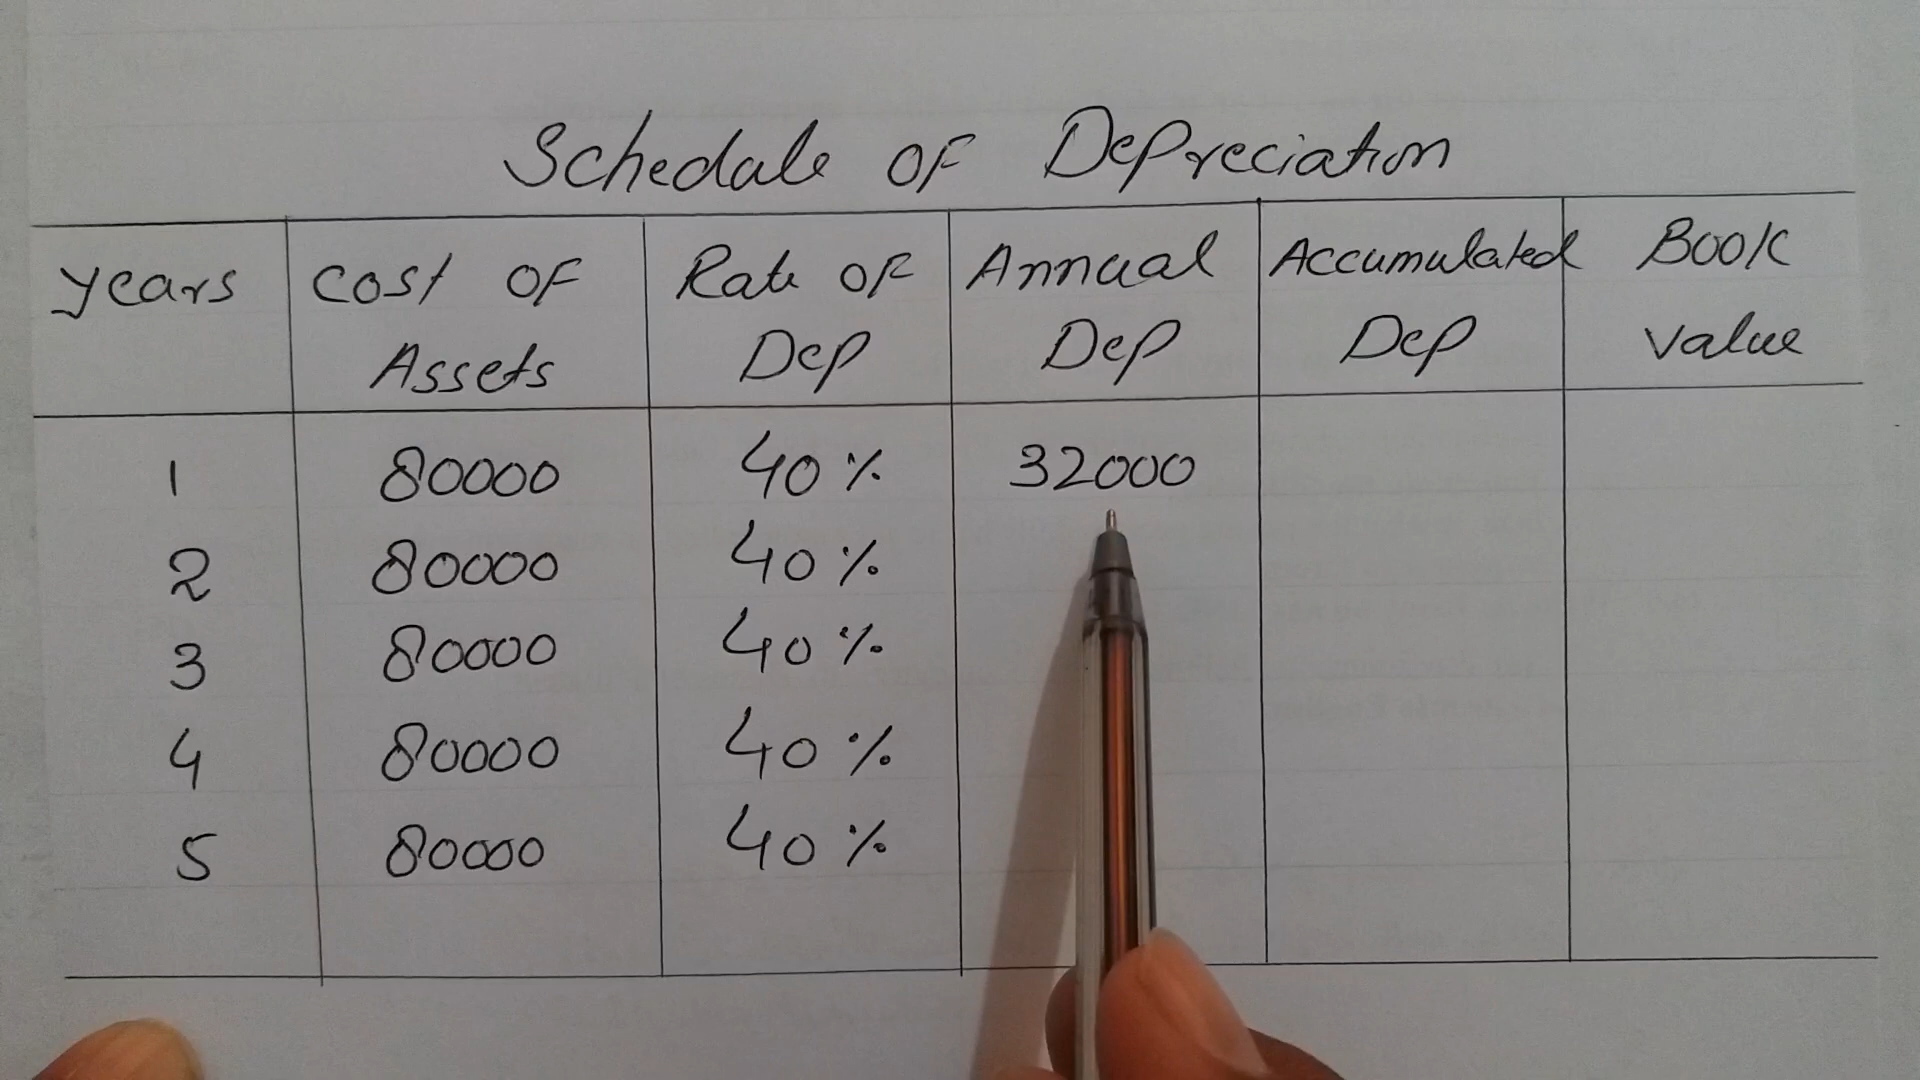 Schedule of Depreciation
years Cost of Assets Rate of Dep Annual Dep Accumulated Dep Book value
1 80000 40% 32000
2 80000 40%
3 80000 40%
4 80000 40%
5 80000 40%